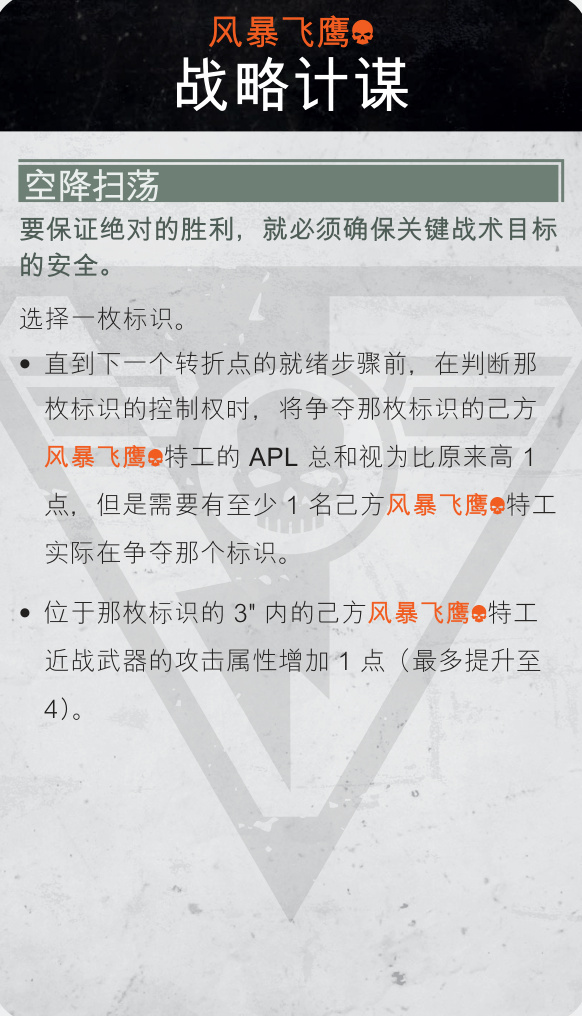 风暴飞鹰
战略计谋
空降扫荡
要保证绝对的胜利，就必须确保关键战术目标
的安全。
选择一枚标识。
• 直到下一个转折点的就绪步骤前，在判断那
枚标识的控制权时，将争夺那枚标识的己方
风暴飞鹰特工的 APL 总和视为比原来高 1
点，但是需要有至少 1 名己方风暴飞鹰特工
实际在争夺那个标识。
• 位于那枚标识的 3" 内的己方风暴飞鹰特工
近战武器的攻击属性增加 1 点（最多提升至
4）。